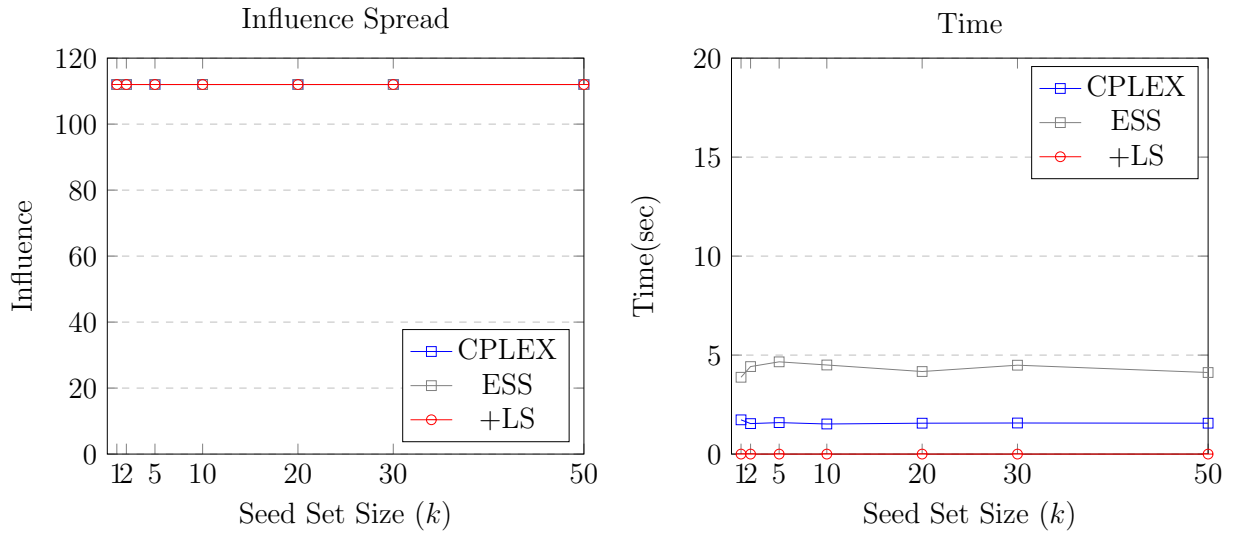 Influence Spread
120
100
80
60
40
20
0
Influence
CPLEX
ESS
+LS
1 2 5 10 20 30 50
Seed Set Size (k)
Time
20
15
10
5
0
Time(sec)
CPLEX
ESS
+LS
1 2 5 10 20 30 50
Seed Set Size (k)